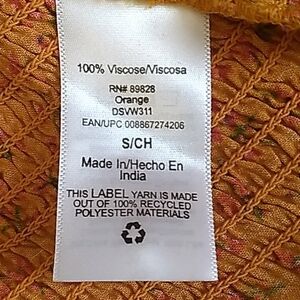 100% Viscose/Viscosa
RN# 89828
Orange
DSVW311
EAN/UPC 008867274206
S/CH
Made In/Hecho En
India
THIS LABEL YARN IS MADE
OUT OF 100% RECYCLED
POLYESTER MATERIALS